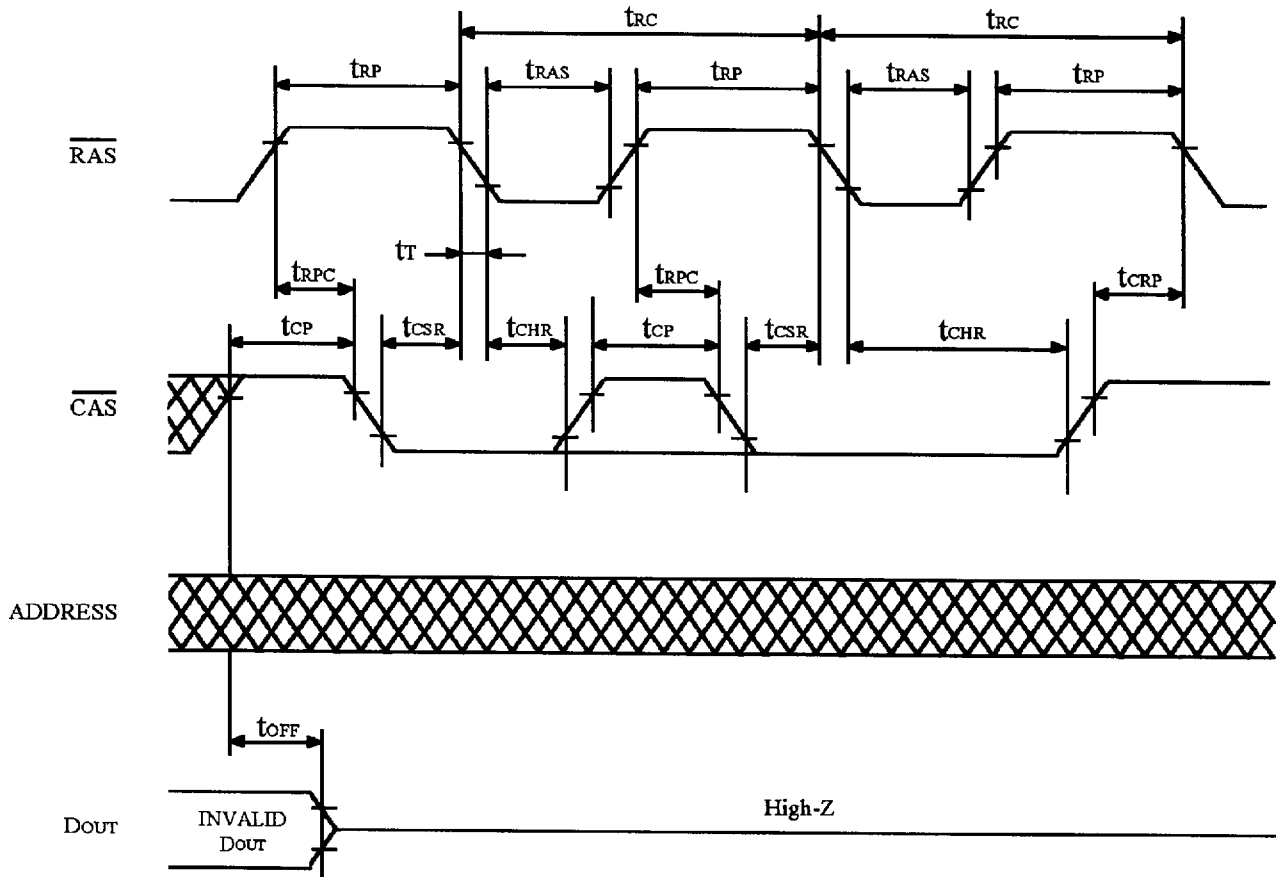 tRC tRC
tRP tRAS tRP tRAS tRP
RAS
tT
tRPC tRPC tCRP
tCP tCSR tCHR tCP tCSR tCHR
CAS
ADDRESS
tOFF
DOUT
INVALID
DOUT
High-Z